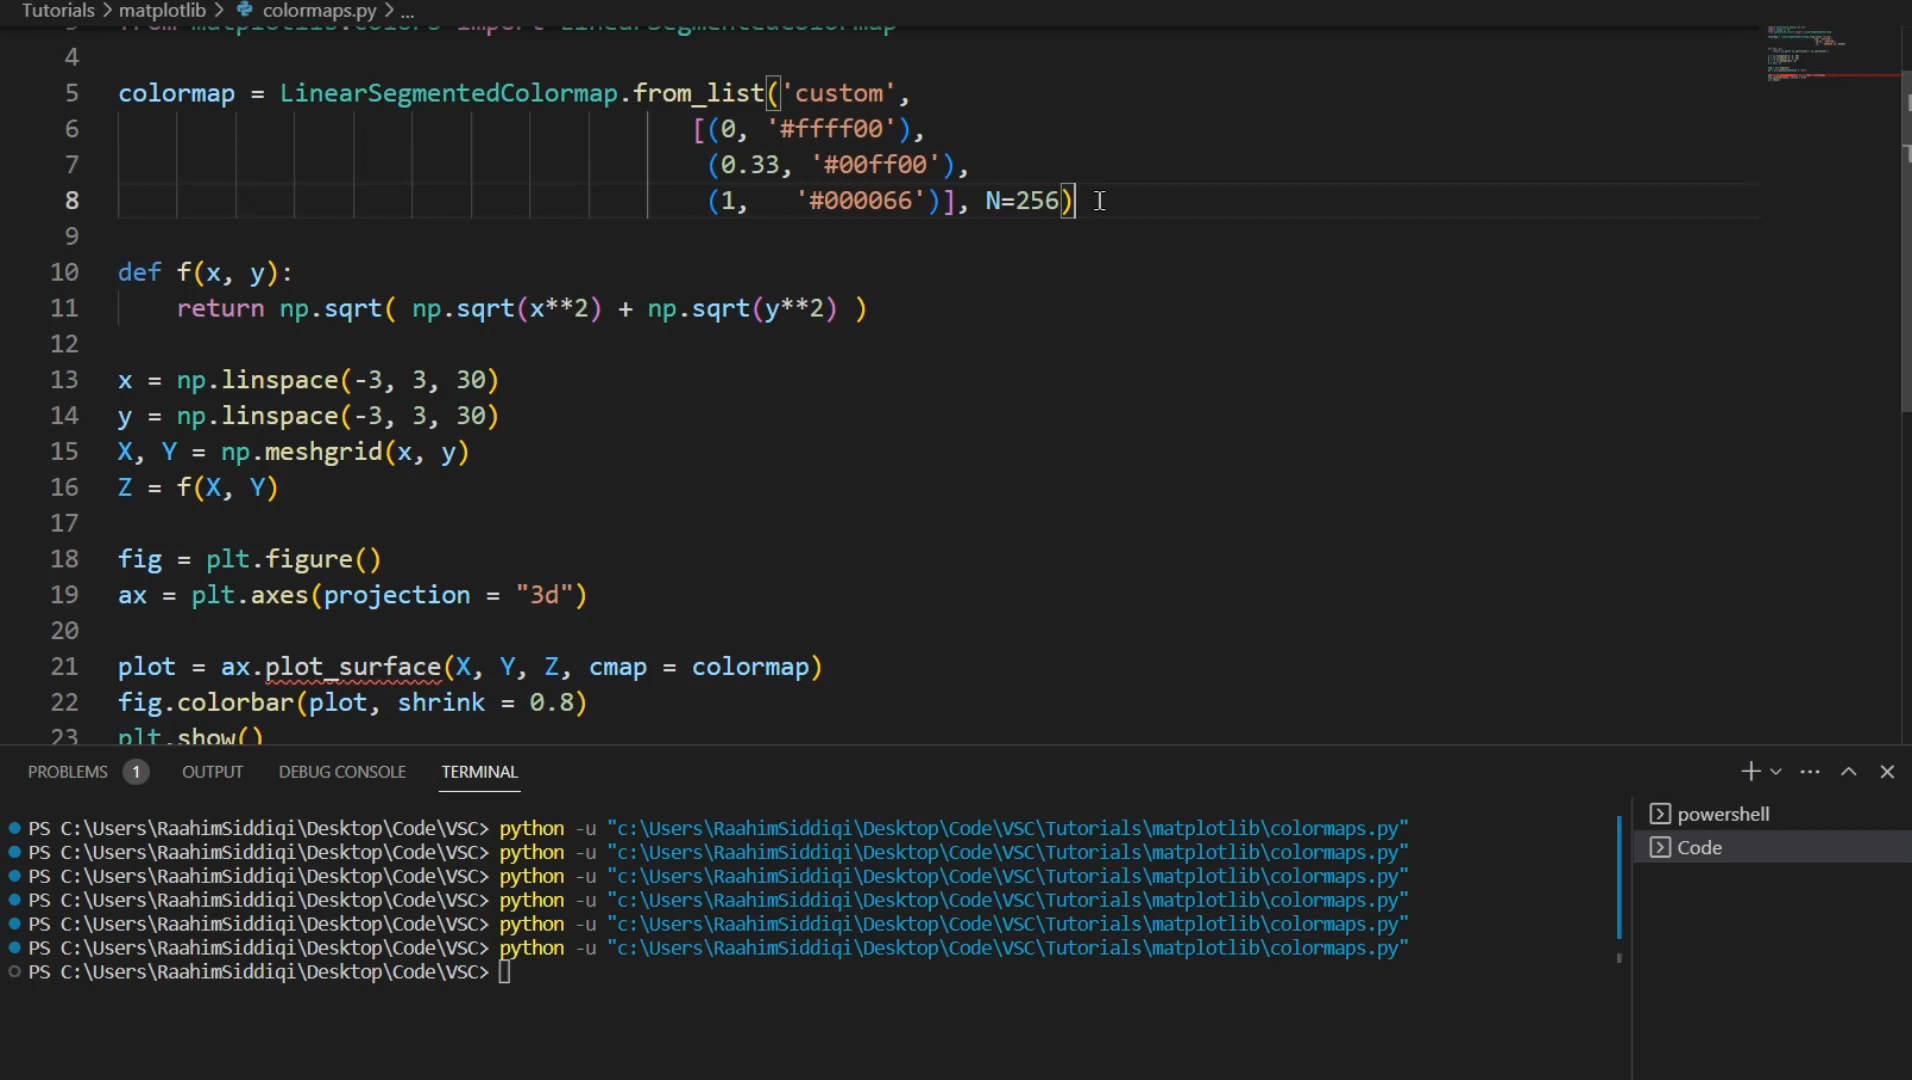 Tutorials > matplotlib > colormaps.py > ...
3 from matplotlib.colors import LinearSegmentedColormap
4
5 colormap = LinearSegmentedColormap.from_list('custom',
6 [(0, '#ffff00'),
7 (0.33, '#00ff00'),
8 (1, '#000066')], N=256)
9
10 def f(x, y):
11 return np.sqrt( np.sqrt(x**2) + np.sqrt(y**2) )
12
13 x = np.linspace(-3, 3, 30)
14 y = np.linspace(-3, 3, 30)
15 X, Y = np.meshgrid(x, y)
16 Z = f(X, Y)
17
18 fig = plt.figure()
19 ax = plt.axes(projection = "3d")
20
21 plot = ax.plot_surface(X, Y, Z, cmap = colormap)
22 fig.colorbar(plot, shrink = 0.8)
23 plt.show()
PROBLEMS 1 OUTPUT DEBUG CONSOLE TERMINAL
PS C:\Users\RaahimSiddiqi\Desktop\Code\VSC> python -u "c:\Users\RaahimSiddiqi\Desktop\Code\VSC\Tutorials\matplotlib\colormaps.py"
PS C:\Users\RaahimSiddiqi\Desktop\Code\VSC> python -u "c:\Users\RaahimSiddiqi\Desktop\Code\VSC\Tutorials\matplotlib\colormaps.py"
PS C:\Users\RaahimSiddiqi\Desktop\Code\VSC> python -u "c:\Users\RaahimSiddiqi\Desktop\Code\VSC\Tutorials\matplotlib\colormaps.py"
PS C:\Users\RaahimSiddiqi\Desktop\Code\VSC> python -u "c:\Users\RaahimSiddiqi\Desktop\Code\VSC\Tutorials\matplotlib\colormaps.py"
PS C:\Users\RaahimSiddiqi\Desktop\Code\VSC> python -u "c:\Users\RaahimSiddiqi\Desktop\Code\VSC\Tutorials\matplotlib\colormaps.py"
PS C:\Users\RaahimSiddiqi\Desktop\Code\VSC> python -u "c:\Users\RaahimSiddiqi\Desktop\Code\VSC\Tutorials\matplotlib\colormaps.py"
PS C:\Users\RaahimSiddiqi\Desktop\Code\VSC>
powershell
Code